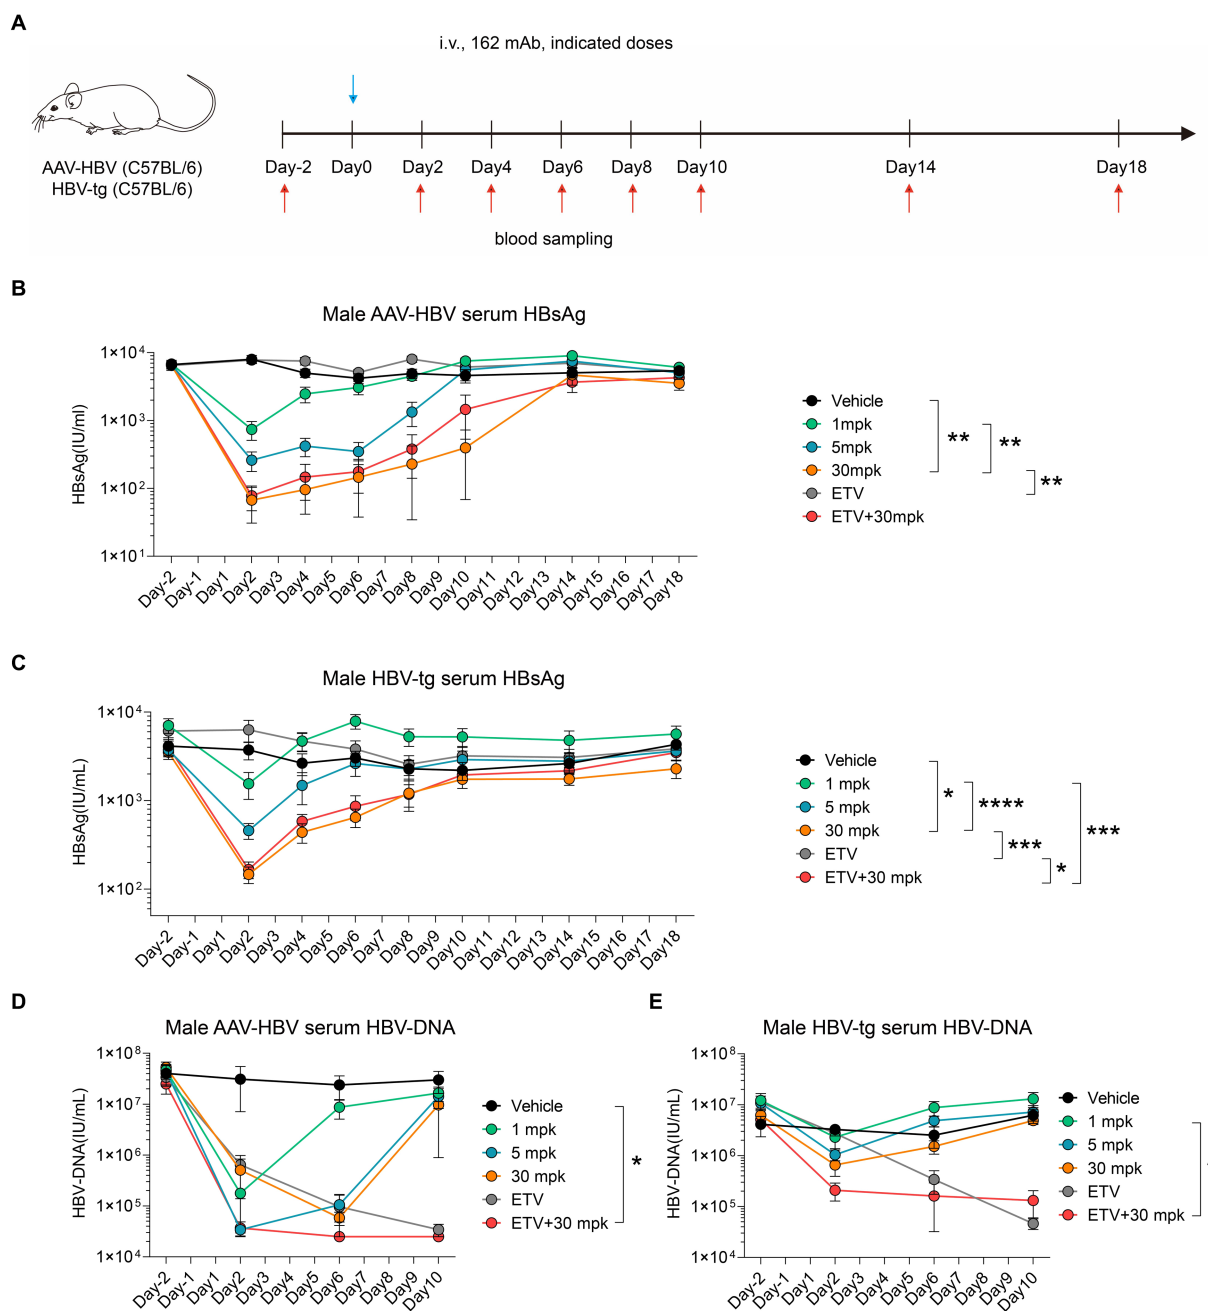 A
i.v., 162 mAb, indicated doses
AAV-HBV (C57BL/6)
HBV-tg (C57BL/6)
Day-2 Day0 Day2 Day4 Day6 Day8 Day10 Day14 Day18
blood sampling
B
Male AAV-HBV serum HBsAg
HBsAg(IU/ml)
1×10⁴
1×10³
1×10²
1×10¹
Day-2 Day-1 Day1 Day2 Day3 Day4 Day5 Day6 Day7 Day8 Day9 Day10 Day11 Day12 Day13 Day14 Day15 Day16 Day17 Day18
Vehicle
1mpk
5mpk
30mpk
ETV
ETV+30mpk
** ** **
C
Male HBV-tg serum HBsAg
HBsAg(IU/mL)
1×10⁴
1×10³
1×10²
Day-2 Day-1 Day1 Day2 Day3 Day4 Day5 Day6 Day7 Day8 Day9 Day10 Day11 Day12 Day13 Day14 Day15 Day16 Day17 Day18
Vehicle
1 mpk
5 mpk
30 mpk
ETV
ETV+30 mpk
* **** *** * ***
D
Male AAV-HBV serum HBV-DNA
HBV-DNA(IU/mL)
1×10⁸
1×10⁷
1×10⁶
1×10⁵
1×10⁴
Day-2 Day-1 Day1 Day2 Day3 Day4 Day5 Day6 Day7 Day8 Day9 Day10
Vehicle
1 mpk
5 mpk
30 mpk
ETV
ETV+30 mpk
*
E
Male HBV-tg serum HBV-DNA
HBV-DNA(IU/mL)
1×10⁸
1×10⁷
1×10⁶
1×10⁵
1×10⁴
Day-2 Day-1 Day1 Day2 Day3 Day4 Day5 Day6 Day7 Day8 Day9 Day10
Vehicle
1 mpk
5 mpk
30 mpk
ETV
ETV+30 mpk